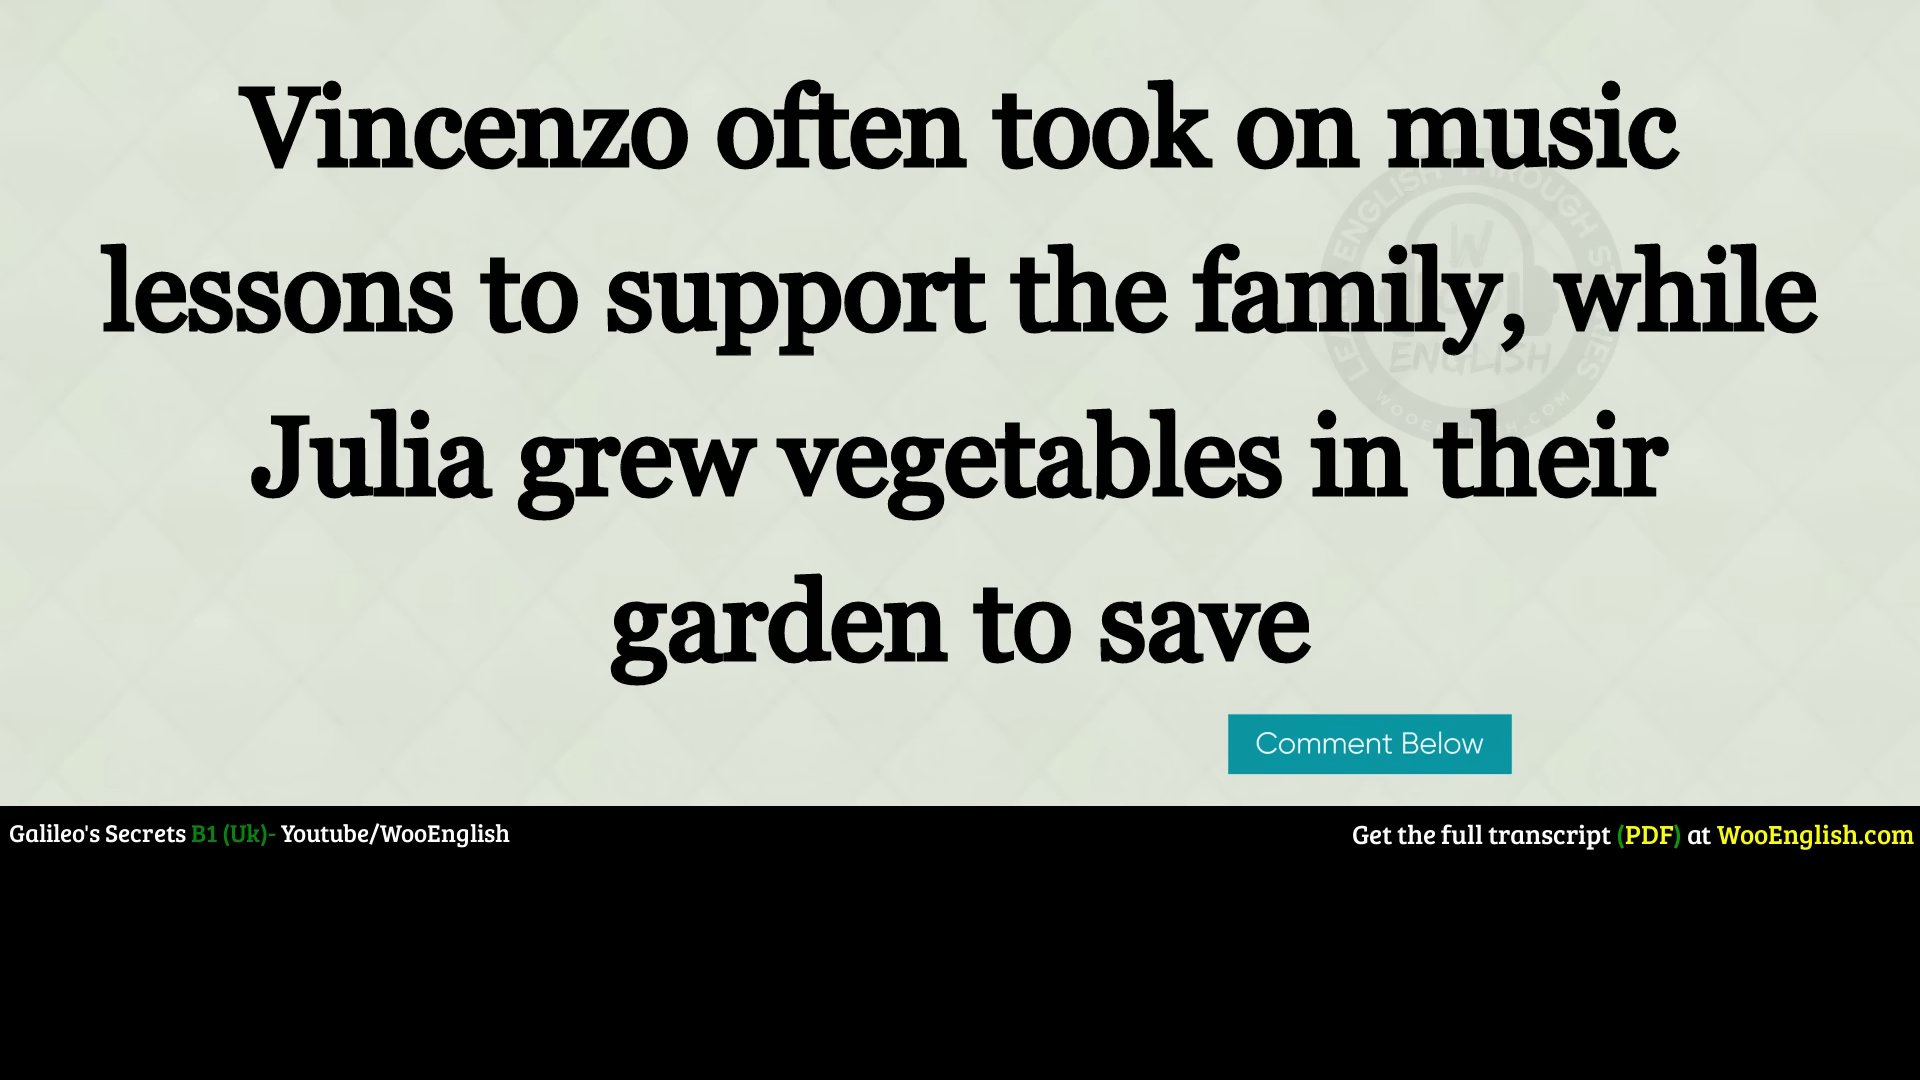 Vincenzo often took on music
lessons to support the family, while
Julia grew vegetables in their
garden to save
Comment Below
Galileo's Secrets B1 (Uk)- Youtube/WooEnglish
Get the full transcript (PDF) at WooEnglish.com